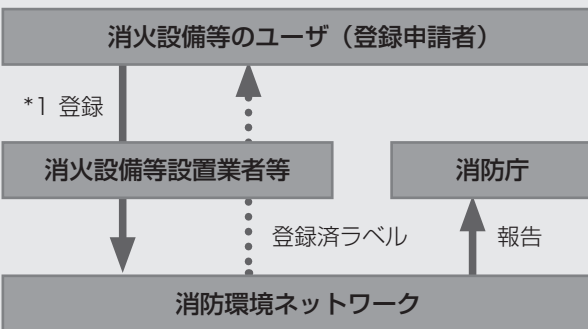 消火設備等のユーザ（登録申請者）
*1 登録
消火設備等設置業者等
消防庁
登録済ラベル
報告
消防環境ネットワーク